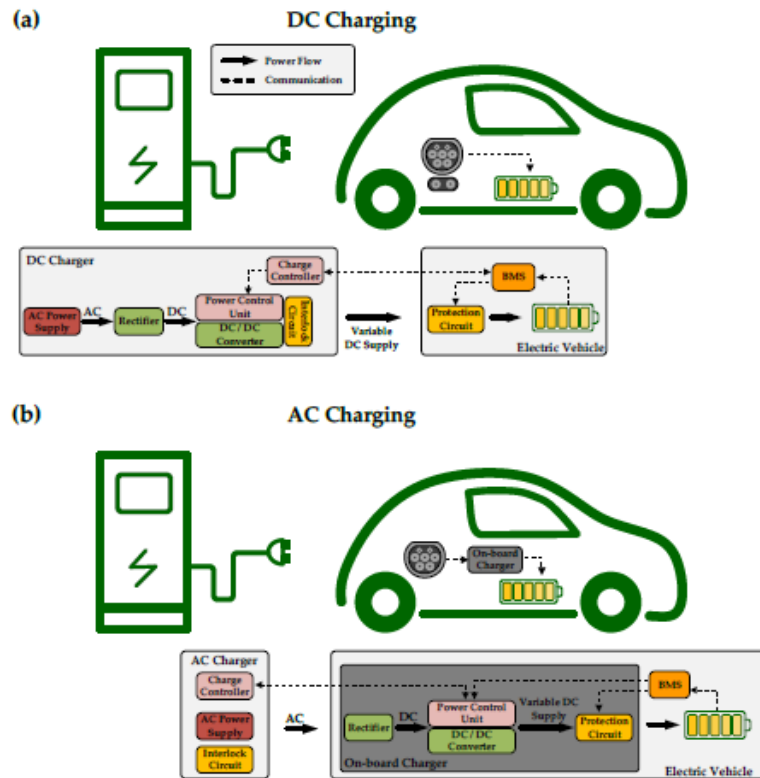 (a)
DC Charging
Power Flow
Communication
DC Charger
Charge
Controller
AC Power
Supply
AC
Rectifier
DC
Power Control
Unit
DC / DC
Converter
Interlock
Circuit
Variable
DC Supply
BMS
Protection
Circuit
Electric Vehicle
(b)
AC Charging
On-board
Charger
AC Charger
Charge
Controller
AC Power
Supply
Interlock
Circuit
AC
Rectifier
DC
Power Control
Unit
DC / DC
Converter
Variable DC
Supply
Protection
Circuit
BMS
On-board Charger
Electric Vehicle